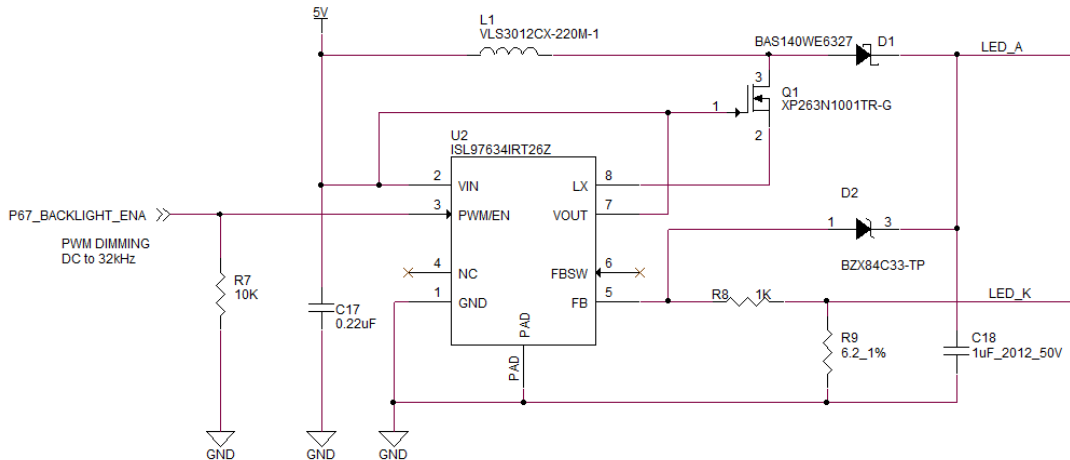 5V
L1
VLS3012CX-220M-1
BAS140WE6327
D1
LED_A
3
Q1
XP263N1001TR-G
1
2
U2
ISL97634IRT26Z
2
VIN
LX
8
P67_BACKLIGHT_ENA
3
PWM/EN
VOUT
7
D2
1
3
PWM DIMMING
DC to 32kHz
BZX84C33-TP
4
NC
FBSW
6
R7
10K
1
GND
FB
5
R8
1K
LED_K
C17
0.22uF
PAD
PAD
R9
6.2_1%
C18
1uF_2012_50V
GND
GND
GND